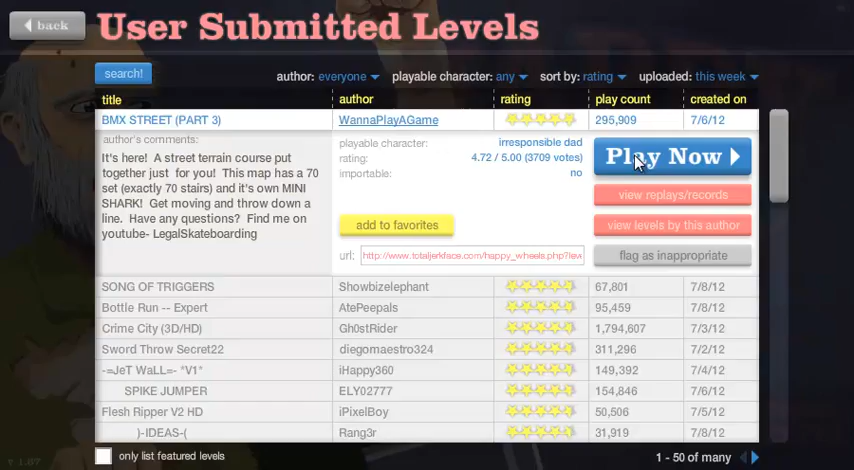 back
User Submitted Levels
search!
author: everyone playable character: any sort by: rating uploaded: this week
title author rating play count created on
BMX STREET (PART 3) WannaPlayAGame 295,909 7/6/12
author's comments:
It's here! A street terrain course put
together just for you! This map has a 70
set (exactly 70 stairs) and it's own MINI
SHARK! Get moving and throw down a
line. Have any questions? Find me on
youtube- LegalSkateboarding
playable character: irresponsible dad
rating: 4.72 / 5.00 (3709 votes)
importable: no
add to favorites
url: http://www.totaljerkface.com/happy_wheels.php?lev
Play Now
view replays/records
view levels by this author
flag as inappropriate
SONG OF TRIGGERS Showbizelephant 67,801 7/8/12
Bottle Run -- Expert AtePeepals 95,459 7/8/12
Crime City (3D/HD) Gh0stRider 1,794,607 7/3/12
Sword Throw Secret22 diegomaestro324 311,296 7/2/12
-=JeT WaLL=- *V1* iHappy360 149,392 7/4/12
SPIKE JUMPER ELY02777 154,846 7/6/12
Flesh Ripper V2 HD iPixelBoy 50,506 7/5/12
)-IDEAS-( Rang3r 31,919 7/8/12
only list featured levels 1 - 50 of many
v 1.67